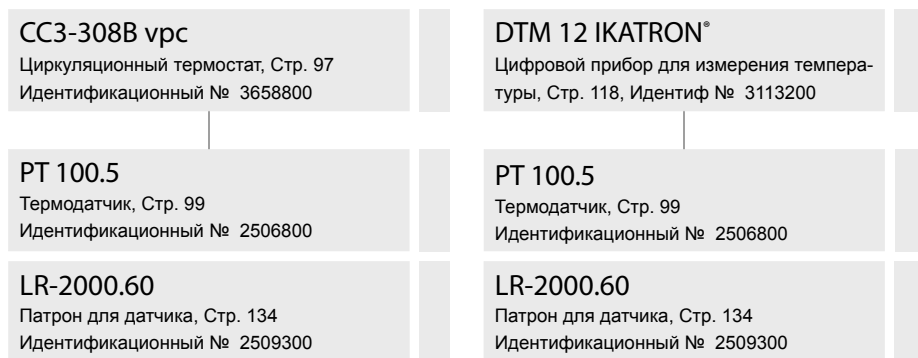 CC3-308B vpc
Циркуляционный термостат, Стр. 97
Идентификационный № 3658800
PT 100.5
Термодатчик, Стр. 99
Идентификационный № 2506800
LR-2000.60
Патрон для датчика, Стр. 134
Идентификационный № 2509300
DTM 12 IKATRON®
Цифровой прибор для измерения темпера-
туры, Стр. 118, Идентиф № 3113200
PT 100.5
Термодатчик, Стр. 99
Идентификационный № 2506800
LR-2000.60
Патрон для датчика, Стр. 134
Идентификационный № 2509300